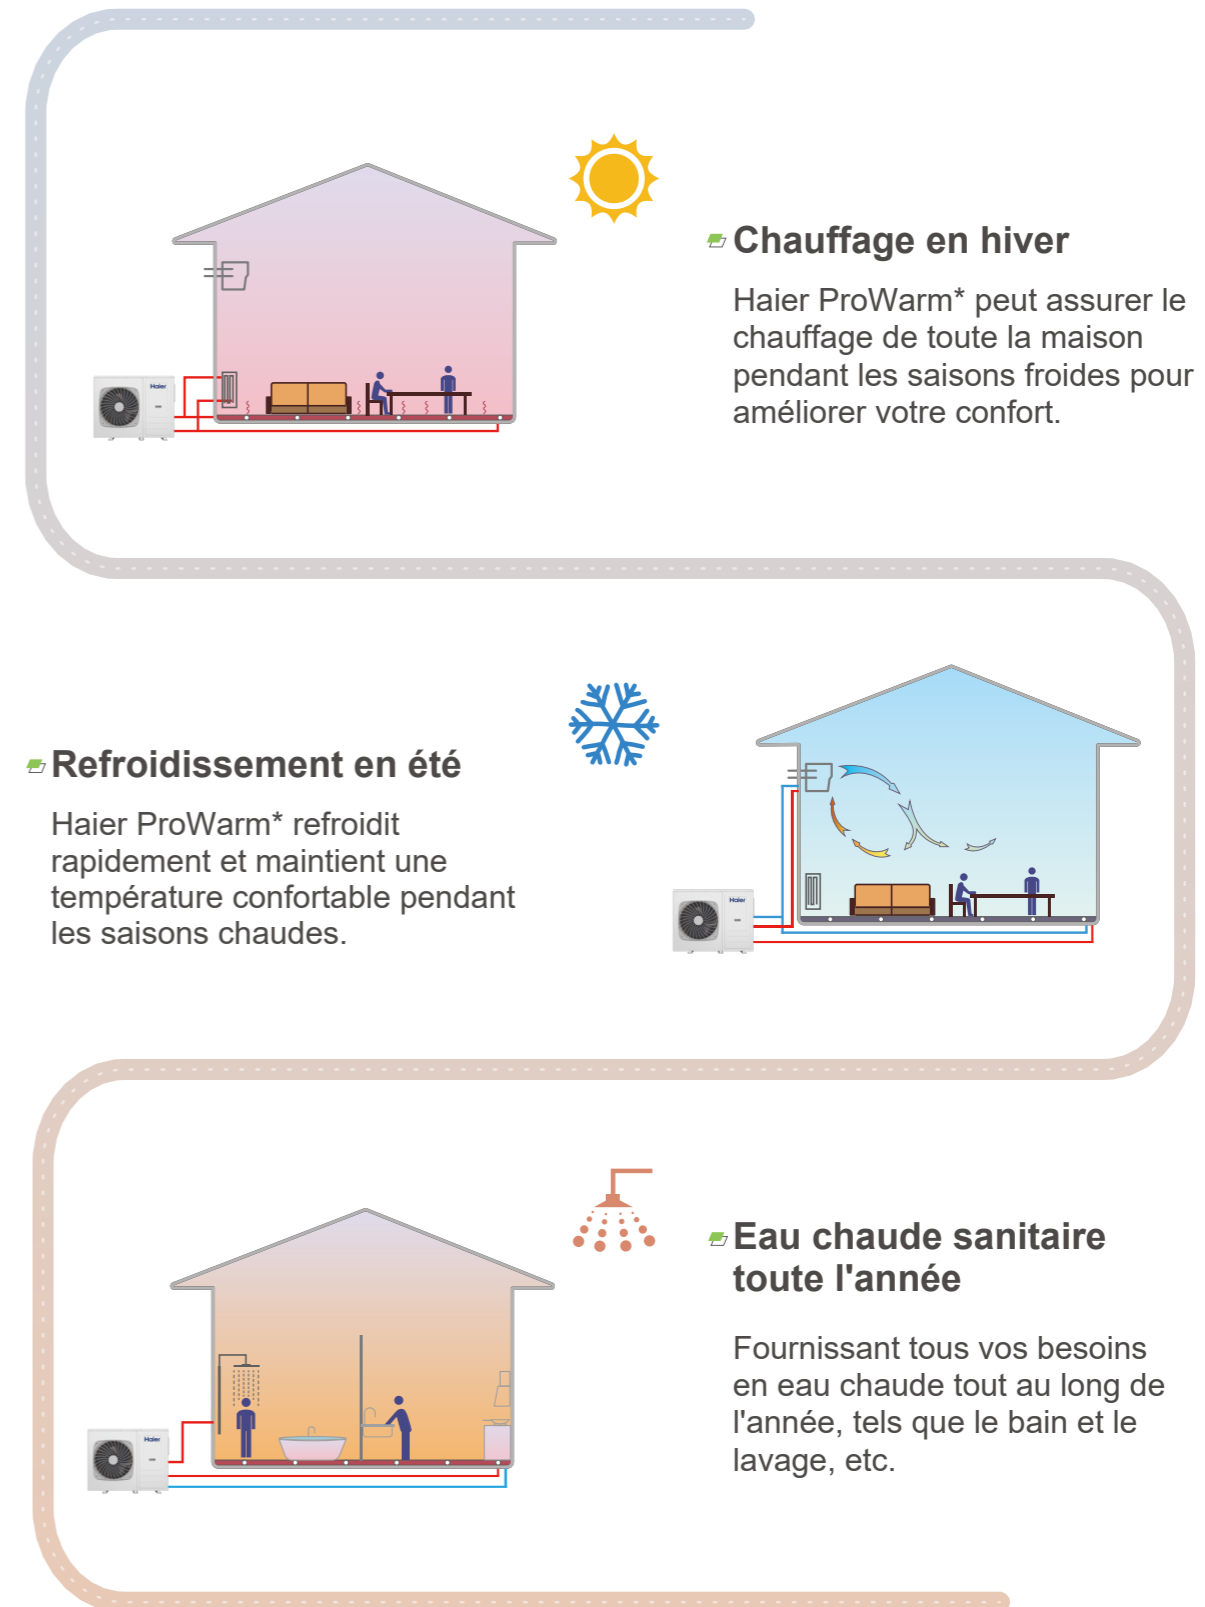 Chauffage en hiver
Haier ProWarm* peut assurer le
chauffage de toute la maison
pendant les saisons froides pour
améliorer votre confort.
Haier
Refroidissement en été
Haier ProWarm* refroidit
rapidement et maintient une
température confortable pendant
les saisons chaudes.
Haier
Eau chaude sanitaire
toute l'année
Fournissant tous vos besoins
en eau chaude tout au long de
l'année, tels que le bain et le
lavage, etc.
Haier